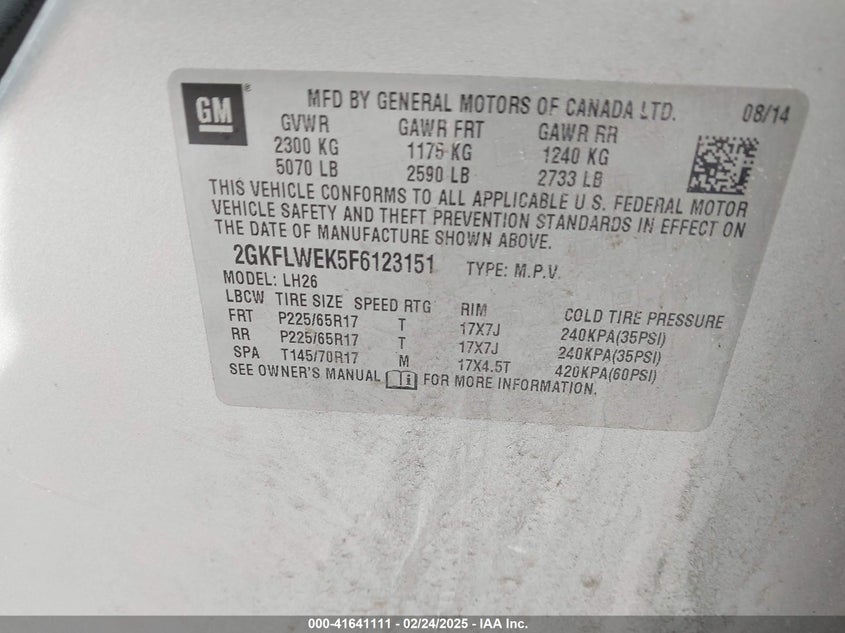 GM ® MFD BY GENERAL MOTORS OF CANADA LTD. 08/14
GVWR GAWR FRT GAWR RR
2300 KG 1175 KG 1240 KG
5070 LB 2590 LB 2733 LB
THIS VEHICLE CONFORMS TO ALL APPLICABLE U.S. FEDERAL MOTOR
VEHICLE SAFETY AND THEFT PREVENTION STANDARDS IN EFFECT ON
THE DATE OF MANUFACTURE SHOWN ABOVE.
2GKFLWEK5F6123151 TYPE: M.P.V.
MODEL: LH26
LBCW TIRE SIZE SPEED RTG RIM COLD TIRE PRESSURE
FRT P225/65R17 T 17X7J 240KPA(35PSI)
RR P225/65R17 T 17X7J 240KPA(35PSI)
SPA T145/70R17 M 17X4.5T 420KPA(60PSI)
SEE OWNER'S MANUAL FOR MORE INFORMATION.
000-41641111 - 02/24/2025 - IAA Inc.